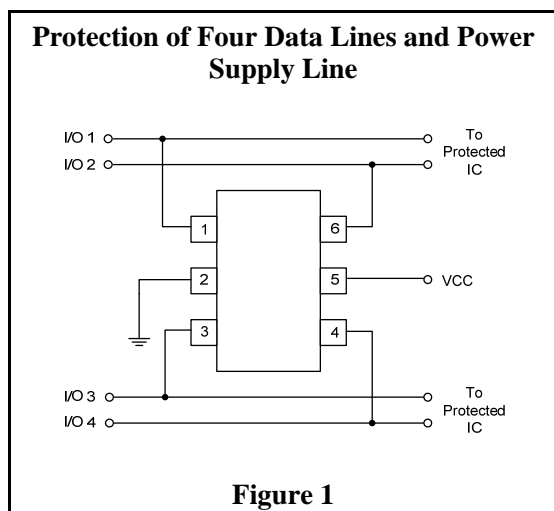 Protection of Four Data Lines and Power
Supply Line
I/O 1
To
Protected
IC
I/O 2
1
6
2
5
VCC
3
4
I/O 3
To
Protected
IC
I/O 4
Figure 1